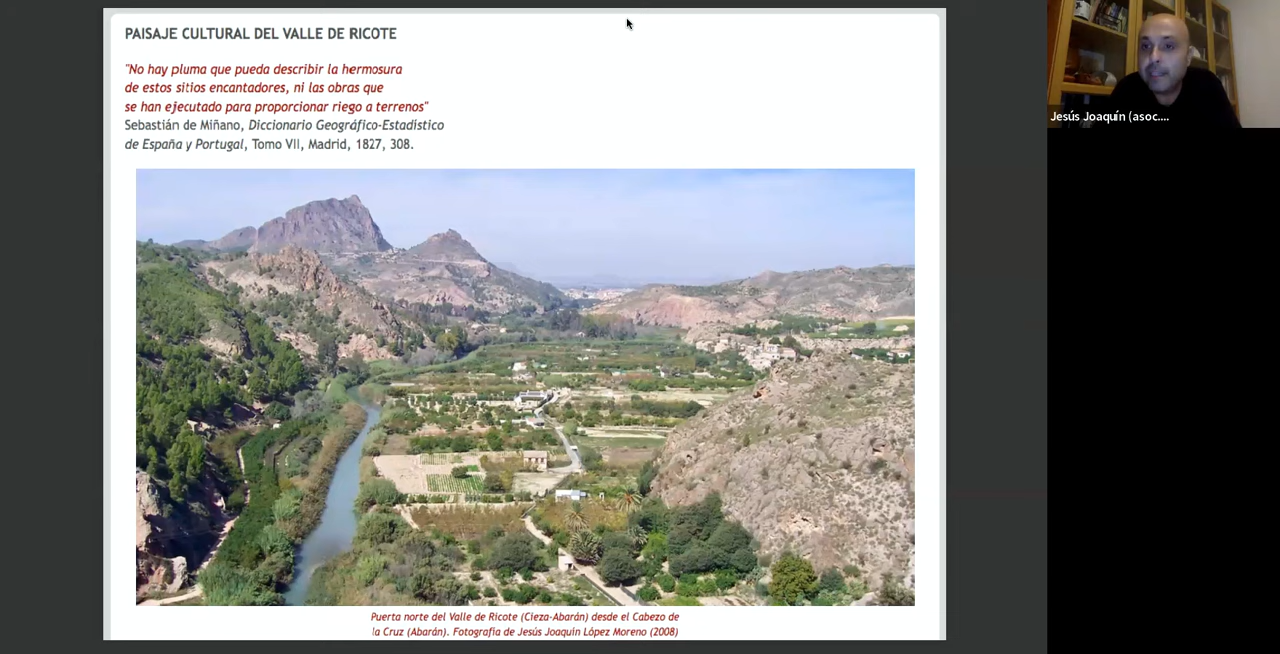 PAISAJE CULTURAL DEL VALLE DE RICOTE
"No hay pluma que pueda describir la hermosura
de estos sitios encantadores, ni las obras que
se han ejecutado para proporcionar riego a terrenos"
Sebastián de Miñano, Diccionario Geográfico-Estadístico
de España y Portugal, Tomo VII, Madrid, 1827, 308.
Puerta norte del Valle de Ricote (Cieza-Abarán) desde el Cabezo de
la Cruz (Abarán). Fotografía de Jesús Joaquín López Moreno (2008)
Jesús Joaquín (asoc....